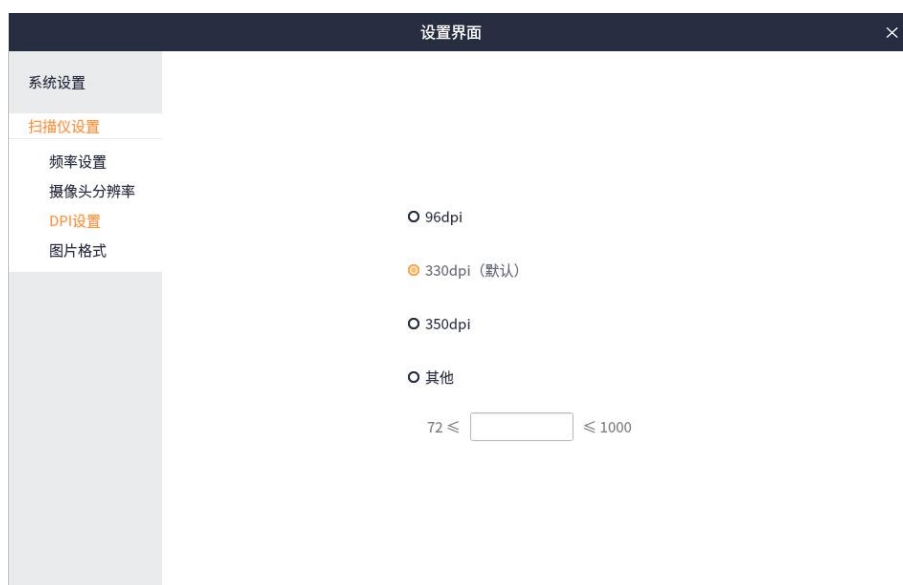 设置界面
系统设置
扫描仪设置
频率设置
摄像头分辨率
DPI设置
图片格式
96dpi
330dpi（默认）
350dpi
其他
72 ≤ ≤ 1000